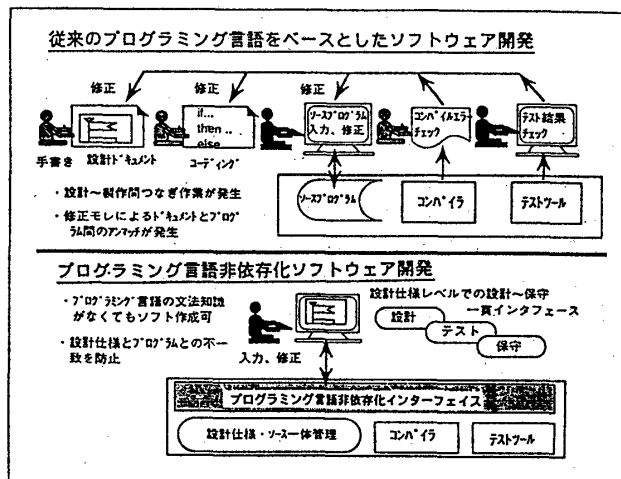 従来のプログラミング言語をベースとしたソフトウェア開発
修正
修正
修正
if...
then ..
else
ソースプログラム
入力、修正
コンパイルエラー
チェック
テスト結果
チェック
手書き
設計ドキュメント
コーディング
・設計～製作間つなぎ作業が発生
・修正モレによるドキュメントとプログ
ラム間のアンマッチが発生
ソースプログラム
コンパイラ
テストツール
プログラミング言語非依存化ソフトウェア開発
・プログラミング言語の文法知識
がなくてもソフト作成可
・設計仕様とプログラムとの不一
致を防止
入力、修正
設計仕様レベルでの設計～保守
一貫インタフェース
設計
テスト
保守
プログラミング言語非依存化インターフェイス
設計仕様・ソース一体管理
コンパイラ
テストツール